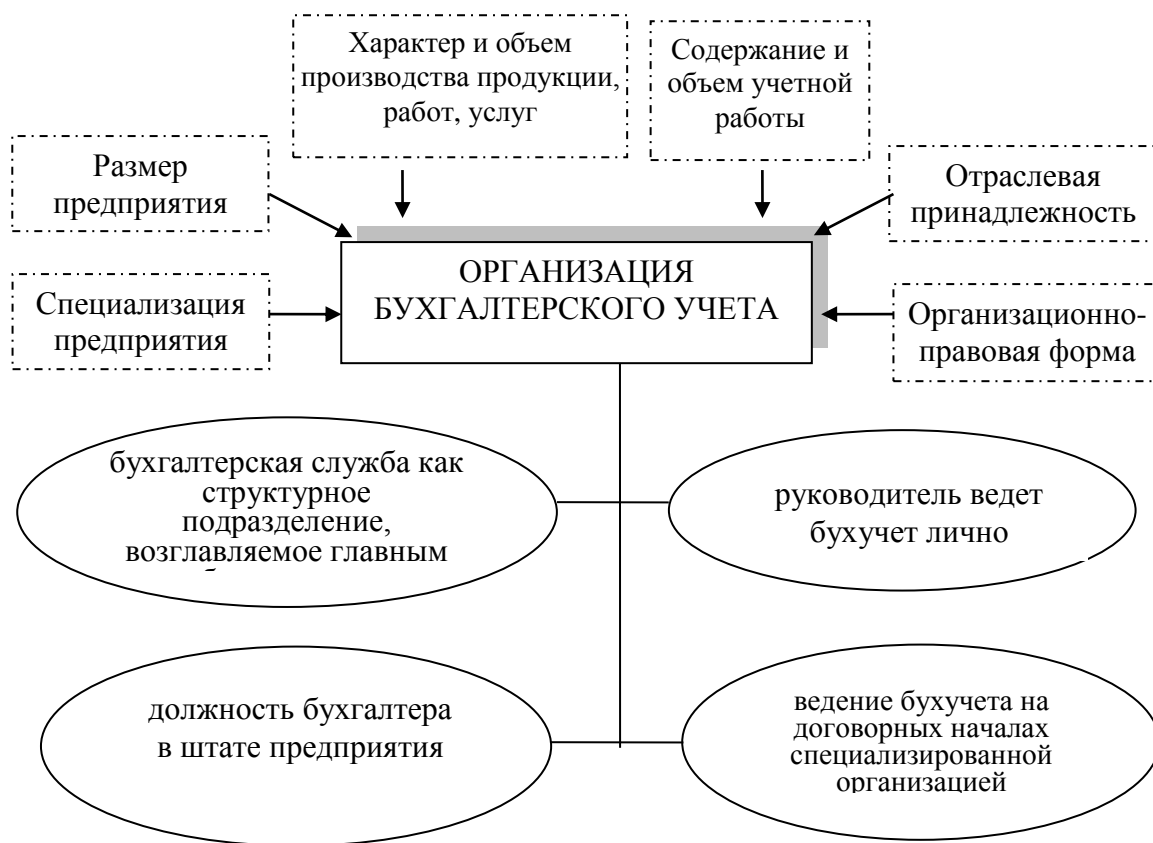 Характер и объем
производства продукции,
работ, услуг
Содержание и
объем учетной
работы
Размер
предприятия
Отраслевая
принадлежность
ОРГАНИЗАЦИЯ
БУХГАЛТЕРСКОГО УЧЕТА
Специализация
предприятия
Организационно-
правовая форма
бухгалтерская служба как
структурное
подразделение,
возглавляемое главным
руководитель ведет
бухучет лично
должность бухгалтера
в штате предприятия
ведение бухучета на
договорных началах
специализированной
организацией